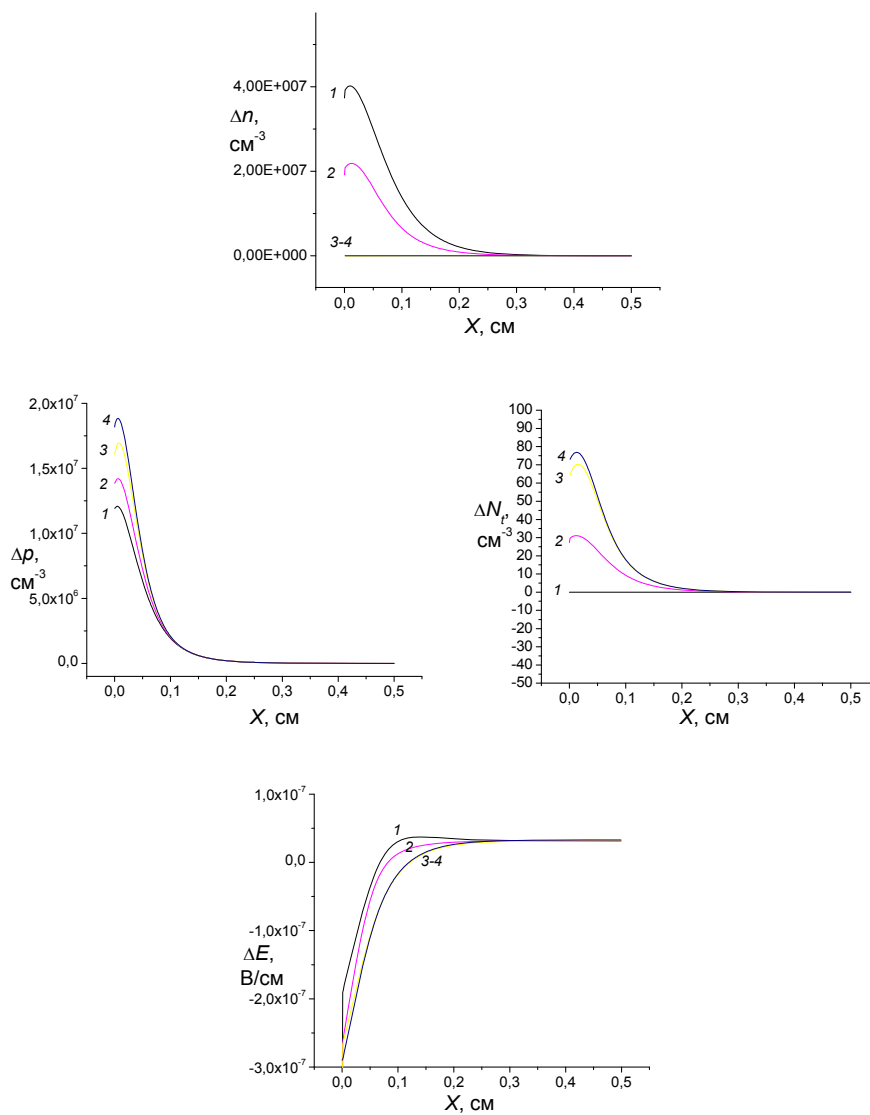 4,00E+007
1
Δn,
см-3
2,00E+007
2
3-4
0,00E+000
0,0 0,1 0,2 0,3 0,4 0,5
X, см
2,0x10^7
4
3
1,5x10^7
2
1
1,0x10^7
Δp,
см-3
5,0x10^6
0,0
0,0 0,1 0,2 0,3 0,4 0,5
X, см
100
90
80
4
70
3
60
50
ΔNt,
см-3
40
2
30
20
10
1
0
-10
-20
-30
-40
-50
0,0 0,1 0,2 0,3 0,4 0,5
X, см
1,0x10^-7
1
2
0,0
3-4
-1,0x10^-7
ΔE,
В/см
-2,0x10^-7
-3,0x10^-7
0,0 0,1 0,2 0,3 0,4 0,5
X, см